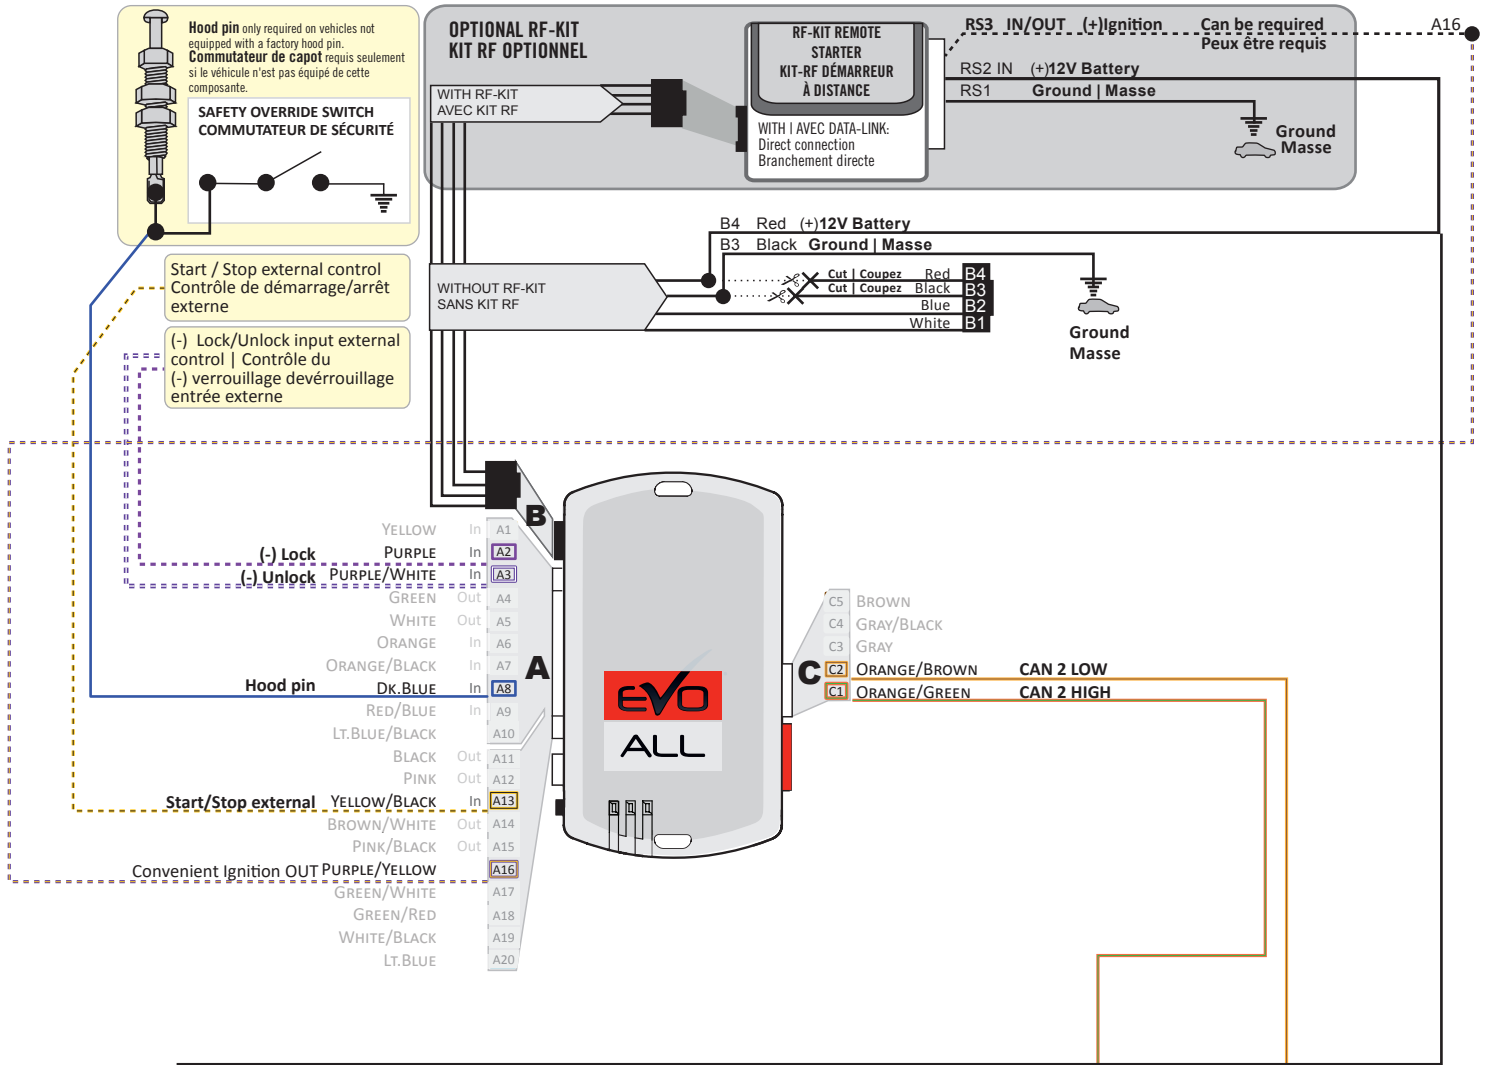 Hood pin only required on vehicles not
equipped with a factory hood pin.
Commutateur de capot requis seulement
si le véhicule n'est pas équipé de cette
composante.
SAFETY OVERRIDE SWITCH
COMMUTATEUR DE SÉCURITÉ
OPTIONAL RF-KIT
KIT RF OPTIONNEL
WITH RF-KIT
AVEC KIT RF
RF-KIT REMOTE
STARTER
KIT-RF DÉMARREUR
À DISTANCE
WITH | AVEC DATA-LINK:
Direct connection
Branchement directe
RS3 IN/OUT (+)Ignition Can be required
Peux être requis
A16
RS2 IN (+)12V Battery
RS1 Ground | Masse
Ground
Masse
B4 Red (+)12V Battery
B3 Black Ground | Masse
WITHOUT RF-KIT
SANS KIT RF
Cut | Coupez Red B4
Cut | Coupez Black B3
Blue B2
White B1
Ground
Masse
Start / Stop external control
Contrôle de démarrage/arrêt
externe
(-) Lock/Unlock input external
control | Contrôle du
(-) verrouillage devérrouillage
entrée externe
B
YELLOW In A1
(-) Lock PURPLE In A2
(-) Unlock PURPLE/WHITE In A3
GREEN Out A4
WHITE Out A5
ORANGE In A6
ORANGE/BLACK In A7
Hood pin DK.BLUE In A8
RED/BLUE In A9
LT.BLUE/BLACK A10
BLACK Out A11
PINK Out A12
Start/Stop external YELLOW/BLACK In A13
BROWN/WHITE Out A14
PINK/BLACK Out A15
Convenient Ignition OUT PURPLE/YELLOW A16
GREEN/WHITE A17
GREEN/RED A18
WHITE/BLACK A19
LT.BLUE A20
A
EVO
ALL
C
C5 BROWN
C4 GRAY/BLACK
C3 GRAY
C2 ORANGE/BROWN CAN 2 LOW
C1 ORANGE/GREEN CAN 2 HIGH